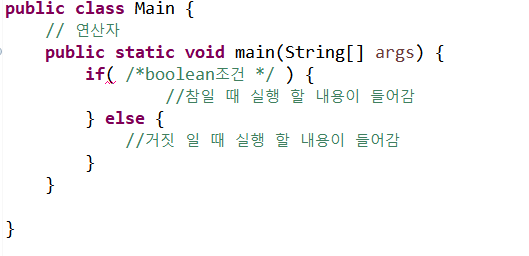 public class Main {
// 연산자
public static void main(String[] args) {
if( /*boolean조건 */ ) {
//참일 때 실행 할 내용이 들어감
} else {
//거짓 일 때 실행 할 내용이 들어감
}
}
}